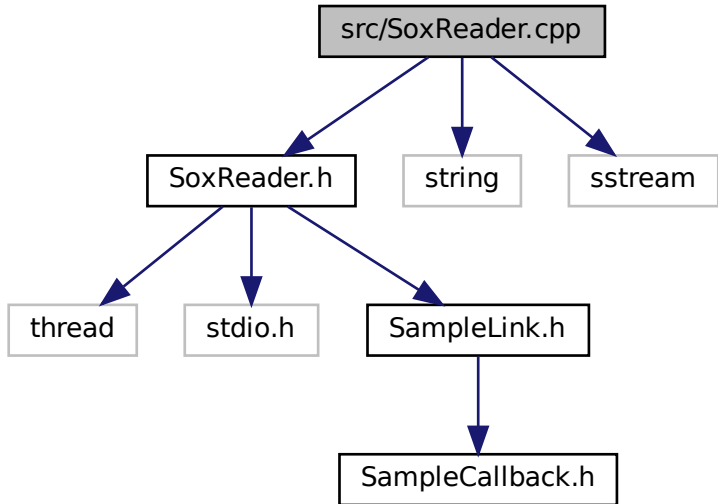 src/SoxReader.cpp
SoxReader.h
string
sstream
thread
stdio.h
SampleLink.h
SampleCallback.h